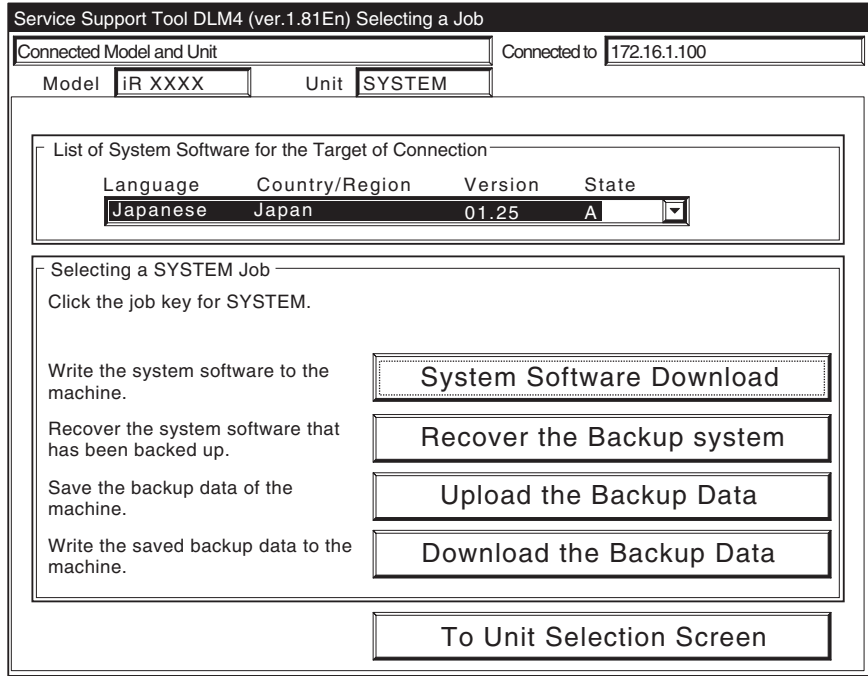 Service Support Tool DLM4 (ver.1.81En) Selecting a Job
Connected Model and Unit Connected to 172.16.1.100
Model iR XXXX Unit SYSTEM
List of System Software for the Target of Connection
Language Country/Region Version State
Japanese Japan 01.25 A
Selecting a SYSTEM Job
Click the job key for SYSTEM.
Write the system software to the
machine.
System Software Download
Recover the system software that
has been backed up.
Recover the Backup system
Save the backup data of the
machine.
Upload the Backup Data
Write the saved backup data to the
machine.
Download the Backup Data
To Unit Selection Screen